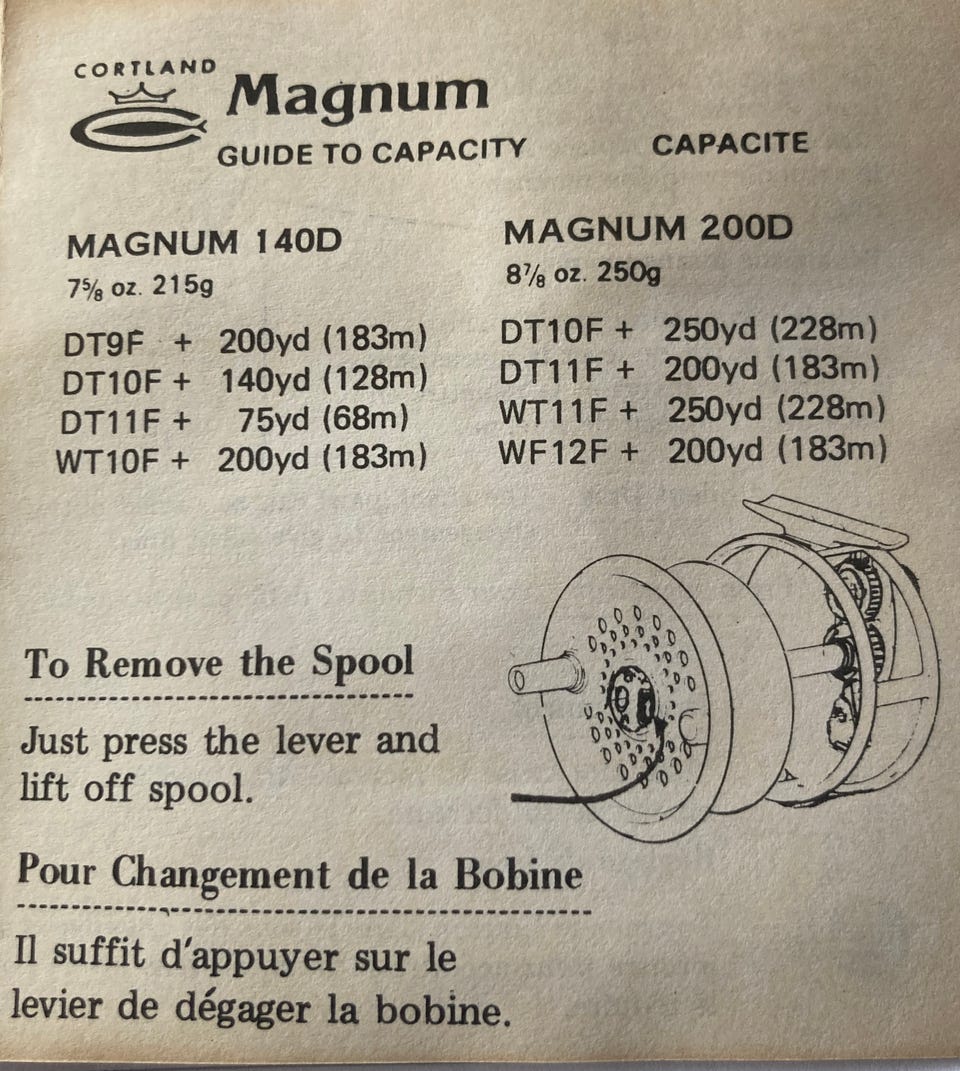 CORTLAND
Magnum
GUIDE TO CAPACITY
CAPACITE
MAGNUM 140D
7⅝ oz. 215g
DT9F + 200yd (183m)
DT10F + 140yd (128m)
DT11F + 75yd (68m)
WT10F + 200yd (183m)
MAGNUM 200D
8⅞ oz. 250g
DT10F + 250yd (228m)
DT11F + 200yd (183m)
WT11F + 250yd (228m)
WF12F + 200yd (183m)
To Remove the Spool
Just press the lever and
lift off spool.
Pour Changement de la Bobine
Il suffit d'appuyer sur le
levier de dégager la bobine.